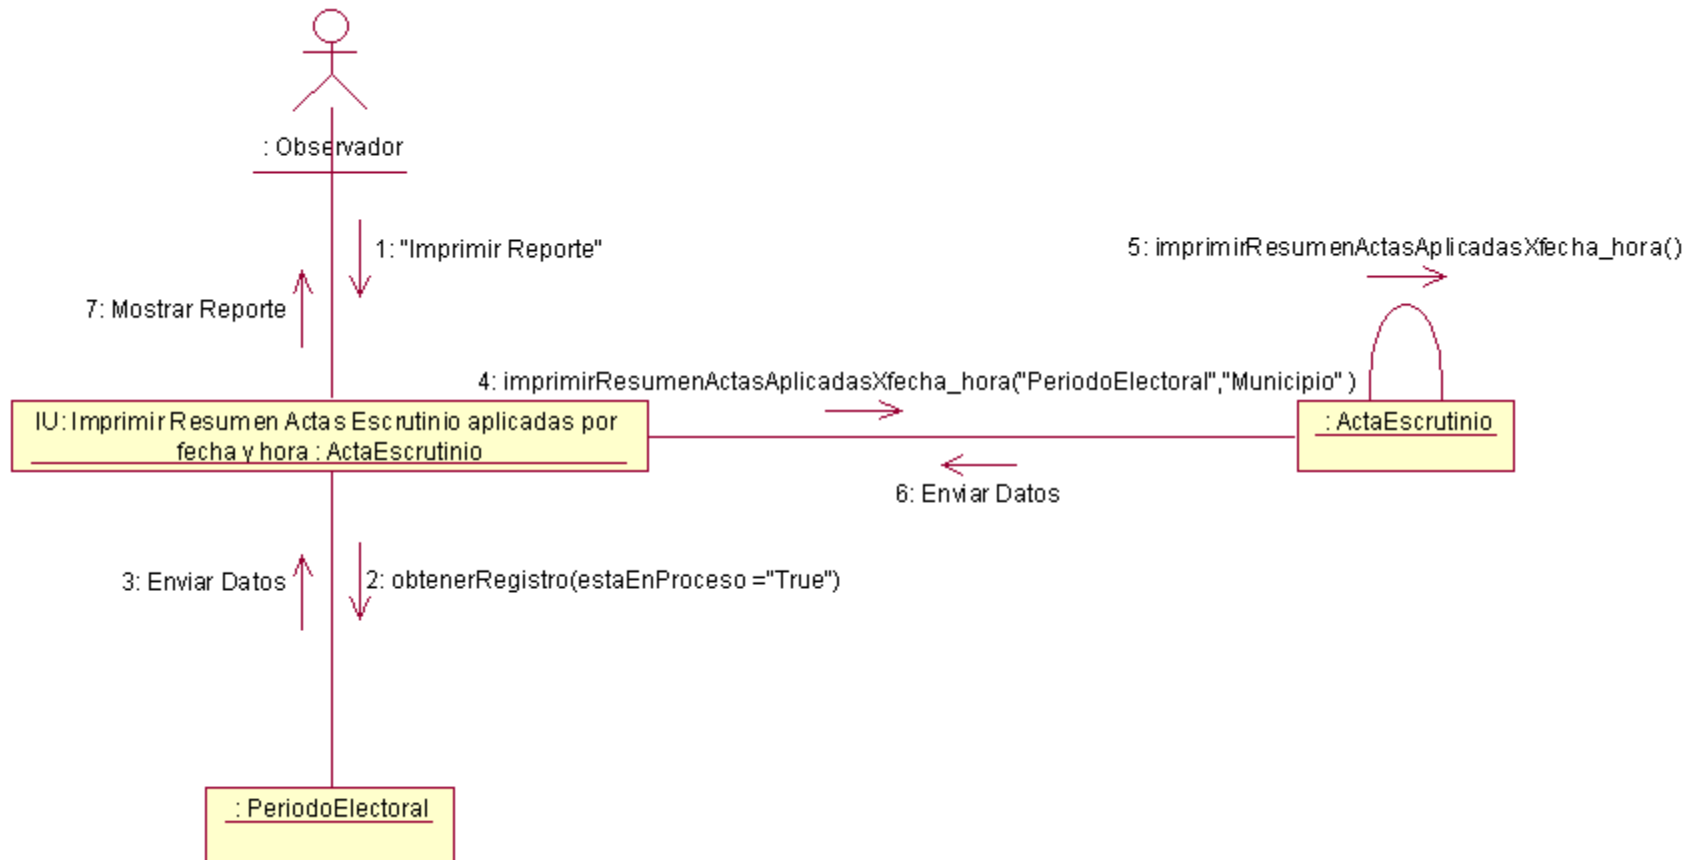 : Observador
1: "Imprimir Reporte"
5: imprimirResumenActasAplicadasXfecha_hora()
7: Mostrar Reporte
4: imprimirResumenActasAplicadasXfecha_hora("PeriodoElectoral","Municipio" )
IU: Imprimir Resumen Actas Escrutinio aplicadas por
fecha y hora : ActaEscrutinio
: ActaEscrutinio
6: Enviar Datos
3: Enviar Datos
2: obtenerRegistro(estaEnProceso ="True")
: PeriodoElectoral